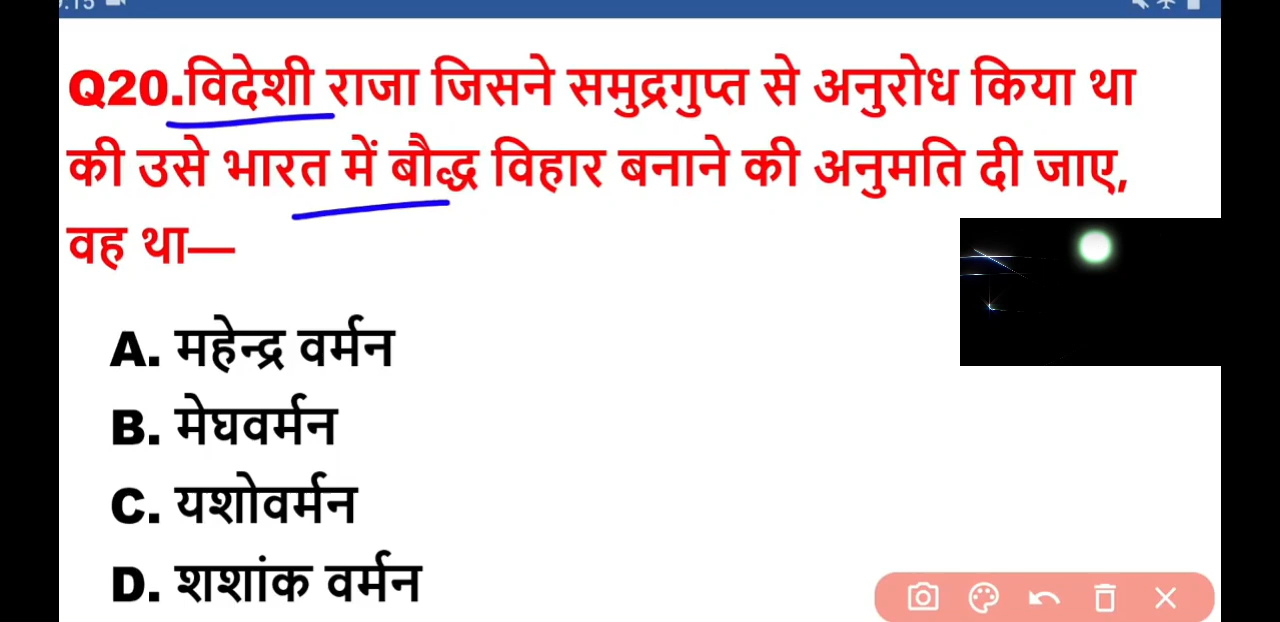 Q20.विदेशी राजा जिसने समुद्रगुप्त से अनुरोध किया था
की उसे भारत में बौद्ध विहार बनाने की अनुमति दी जाए,
वह था—
A. महेन्द्र वर्मन
B. मेघवर्मन
C. यशोवर्मन
D. शशांक वर्मन